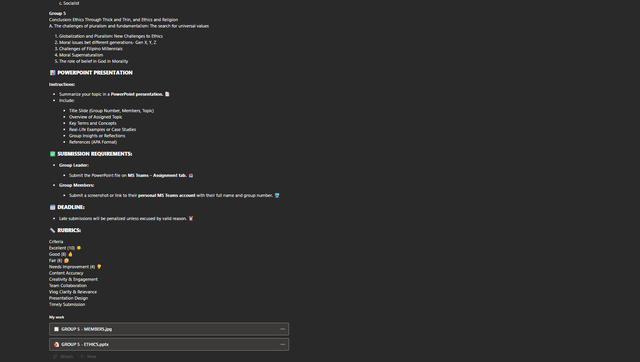 c. Socialist
Group 5
Conclusion: Ethics Through Thick and Thin, and Ethics and Religion
A. The challenges of pluralism and fundamentalism: The search for universal values
1. Globalization and Pluralism: New Challenges to Ethics
2. Moral issues bet different generations- Gen X, Y, Z
3. Challenges of Filipino Millennials
4. Moral Supernaturalism
5. The role of belief in God in Morality
📊 POWERPOINT PRESENTATION
Instructions:
• Summarize your topic in a PowerPoint presentation.
• Include:
• Title Slide (Group Number, Members, Topic)
• Overview of Assigned Topic
• Key Terms and Concepts
• Real-Life Examples or Case Studies
• Group Insights or Reflections
• References (APA Format)
✅ SUBMISSION REQUIREMENTS:
• Group Leader:
• Submit the PowerPoint file on MS Teams – Assignment tab.
• Group Members:
• Submit a screenshot or link to their personal MS Teams account with their full name and group number.
DEADLINE:
• Late submissions will be penalized unless excused by valid reason.
RUBRICS:
Criteria
Excellent (10)
Good (8)
Fair (6)
Needs Improvement (4)
Content Accuracy
Creativity & Engagement
Team Collaboration
Vlog Clarity & Relevance
Presentation Design
Timely Submission
My work
GROUP 5 - MEMBERS.jpg
GROUP 5 - ETHICS.pptx
Attach + New